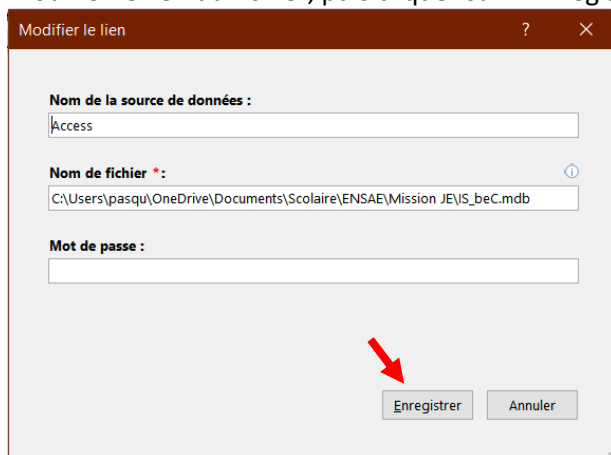 Modifier le lien ? ×
Nom de la source de données :
Access
Nom de fichier * :
C:\Users\pasqu\OneDrive\Documents\Scolaire\ENSAE\Mission JE\IS_beC.mdb
Mot de passe :
Enregistrer Annuler